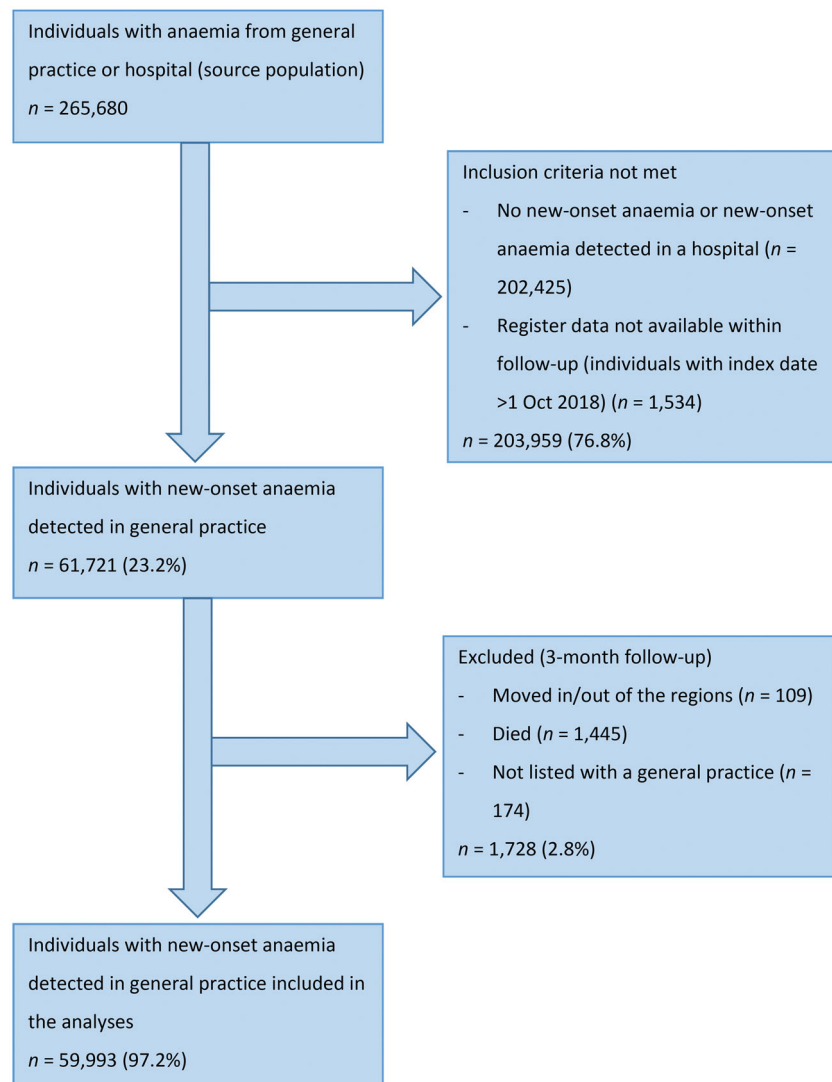 Individuals with anaemia from general
practice or hospital (source population)
n = 265,680
Inclusion criteria not met
- No new-onset anaemia or new-onset
anaemia detected in a hospital (n =
202,425)
- Register data not available within
follow-up (individuals with index date
>1 Oct 2018) (n = 1,534)
n = 203,959 (76.8%)
Individuals with new-onset anaemia
detected in general practice
n = 61,721 (23.2%)
Excluded (3-month follow-up)
- Moved in/out of the regions (n = 109)
- Died (n = 1,445)
- Not listed with a general practice (n =
174)
n = 1,728 (2.8%)
Individuals with new-onset anaemia
detected in general practice included in
the analyses
n = 59,993 (97.2%)